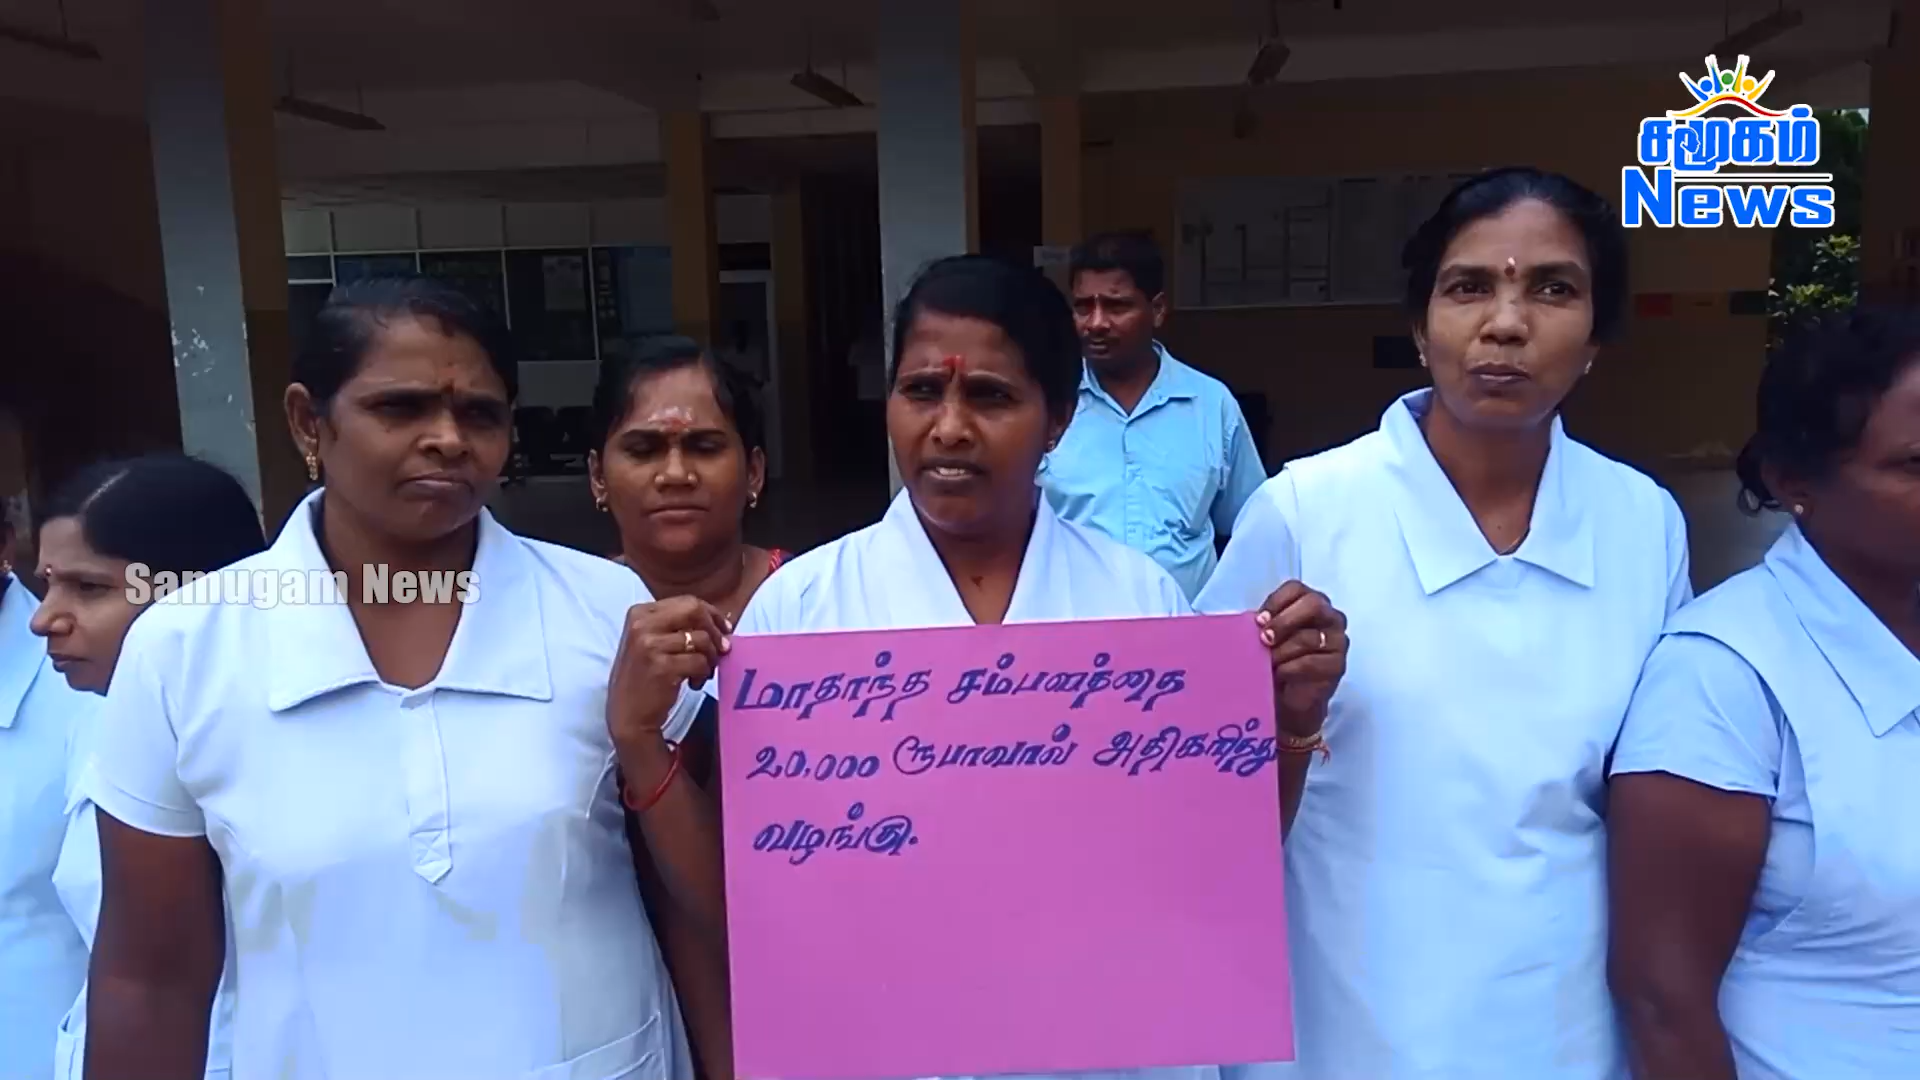 சமூகம்
News
Samugam News
மாதாந்த சம்பளத்தை
20,000 ரூபாவால் அதிகரித்து
வழங்கு.